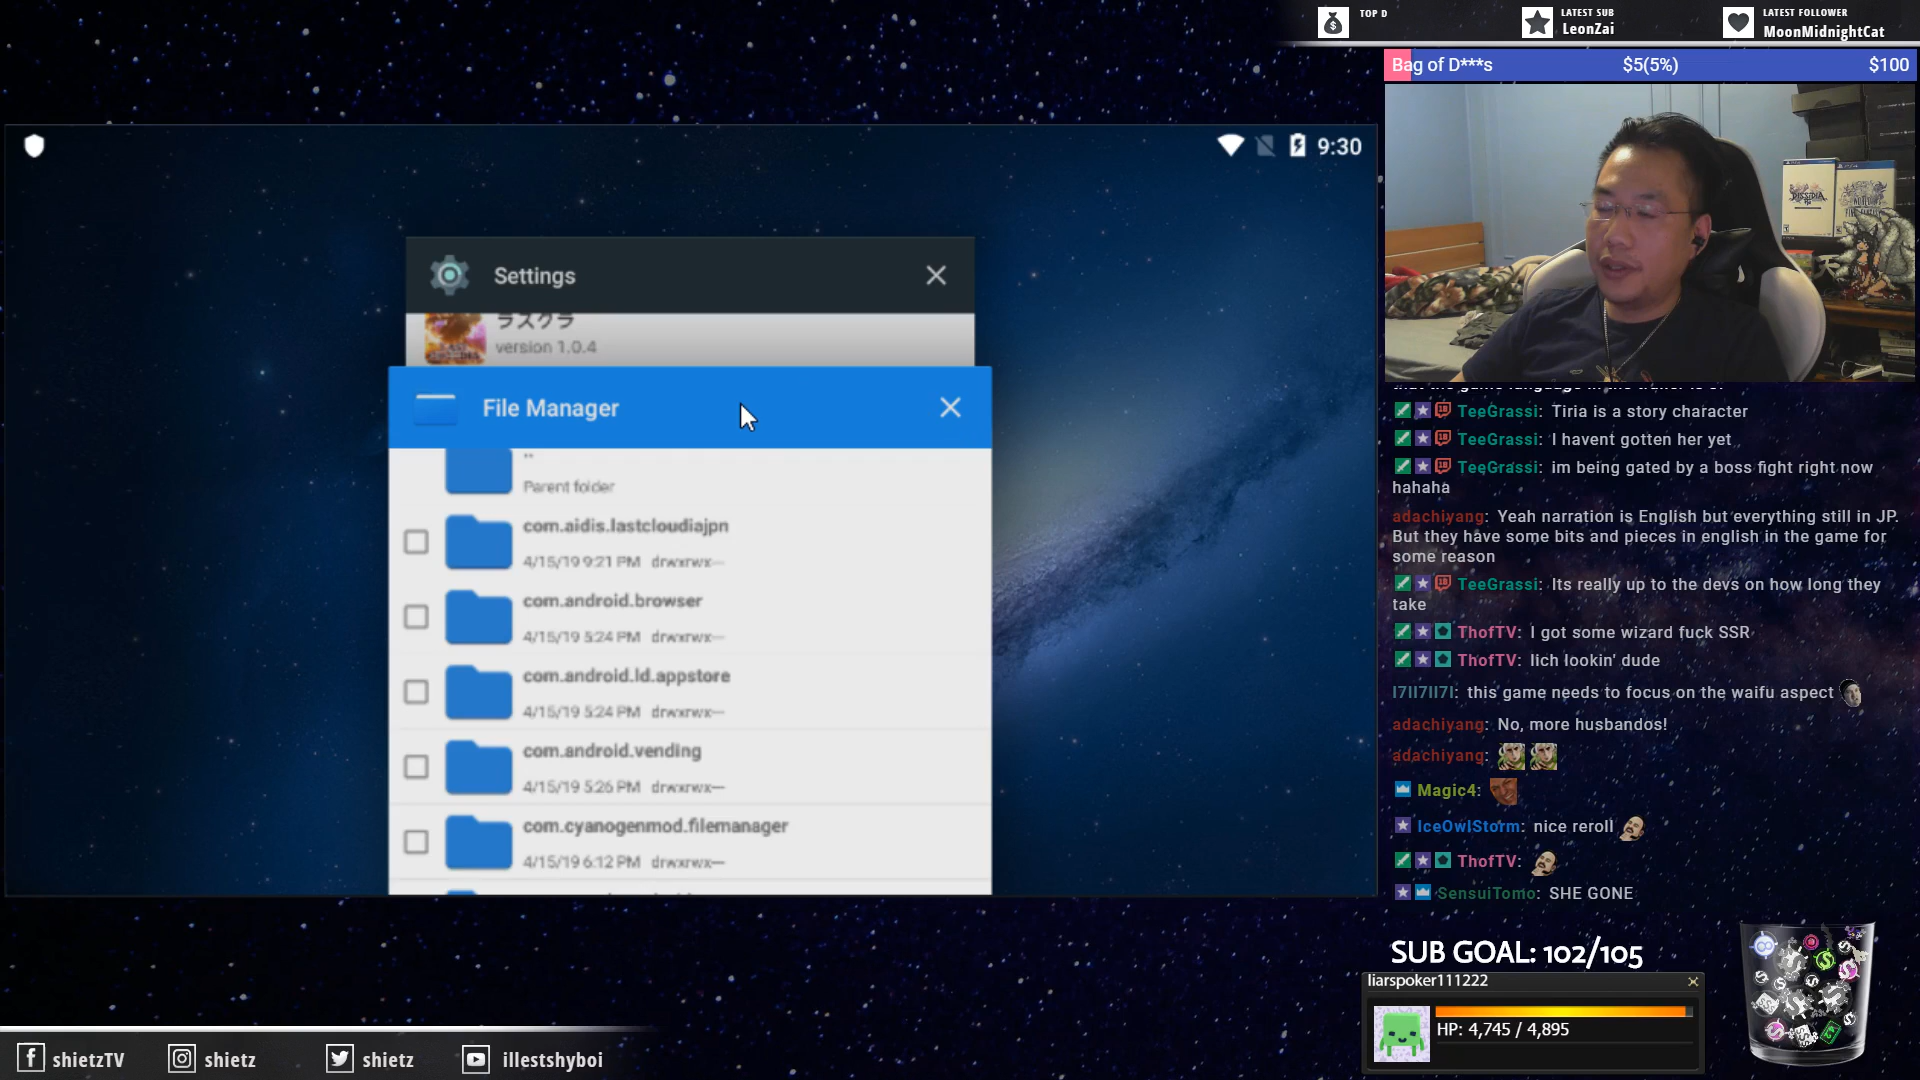 TOP D
LATEST SUB
LeonZai
LATEST FOLLOWER
MoonMidnightCat
Bag of D***s
$5(5%)
$100
9:30
Settings
ラスクラ
version 1.0.4
File Manager
..
Parent folder
com.aidis.lastcloudiajpn
4/15/19 9:21 PM drwxrwx—
com.android.browser
4/15/19 5:24 PM drwxrwx—
com.android.ld.appstore
4/15/19 5:24 PM drwxrwx—
com.android.vending
4/15/19 5:26 PM drwxrwx—
com.cyanogenmod.filemanager
4/15/19 6:12 PM drwxrwx—
DISSIDIA
TeeGrassi: Tiria is a story character
TeeGrassi: I havent gotten her yet
TeeGrassi: im being gated by a boss fight right now
hahaha
adachiyang: Yeah narration is English but everything still in JP.
But they have some bits and pieces in english in the game for
some reason
TeeGrassi: Its really up to the devs on how long they
take
ThofTV: I got some wizard fuck SSR
ThofTV: lich lookin' dude
l7ll7ll7l: this game needs to focus on the waifu aspect
adachiyang: No, more husbandos!
adachiyang:
Magic4:
IceOwlStorm: nice reroll
ThofTV:
SensuiTomo: SHE GONE
SUB GOAL: 102/105
liarspoker111222
HP: 4,745 / 4,895
shietzTV
shietz
shietz
illestshyboi